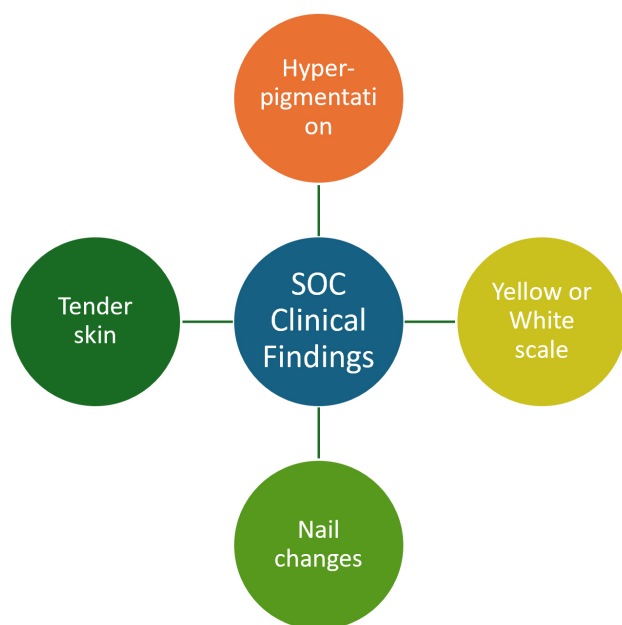 Hyper-
pigmentati
on
Tender
skin
SOC
Clinical
Findings
Yellow or
White
scale
Nail
changes